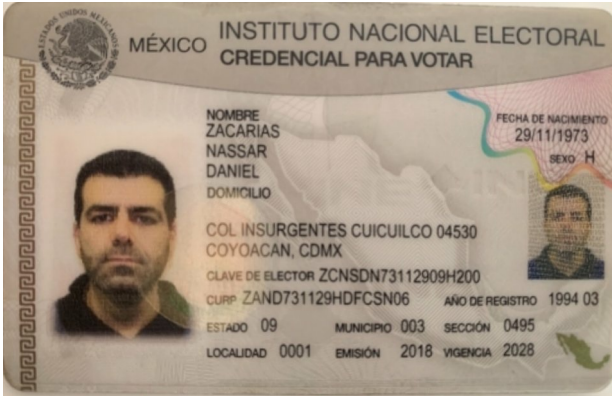 ESTADOS UNIDOS MEXICANOS
MÉXICO
INSTITUTO NACIONAL ELECTORAL
CREDENCIAL PARA VOTAR
NOMBRE
ZACARIAS
NASSAR
DANIEL
FECHA DE NACIMIENTO
29/11/1973
SEXO H
DOMICILIO
COL INSURGENTES CUICUILCO 04530
COYOACAN, CDMX
CLAVE DE ELECTOR ZCNSDN73112909H200
CURP ZAND731129HDFCSN06 AÑO DE REGISTRO 1994 03
ESTADO 09 MUNICIPIO 003 SECCIÓN 0495
LOCALIDAD 0001 EMISIÓN 2018 VIGENCIA 2028